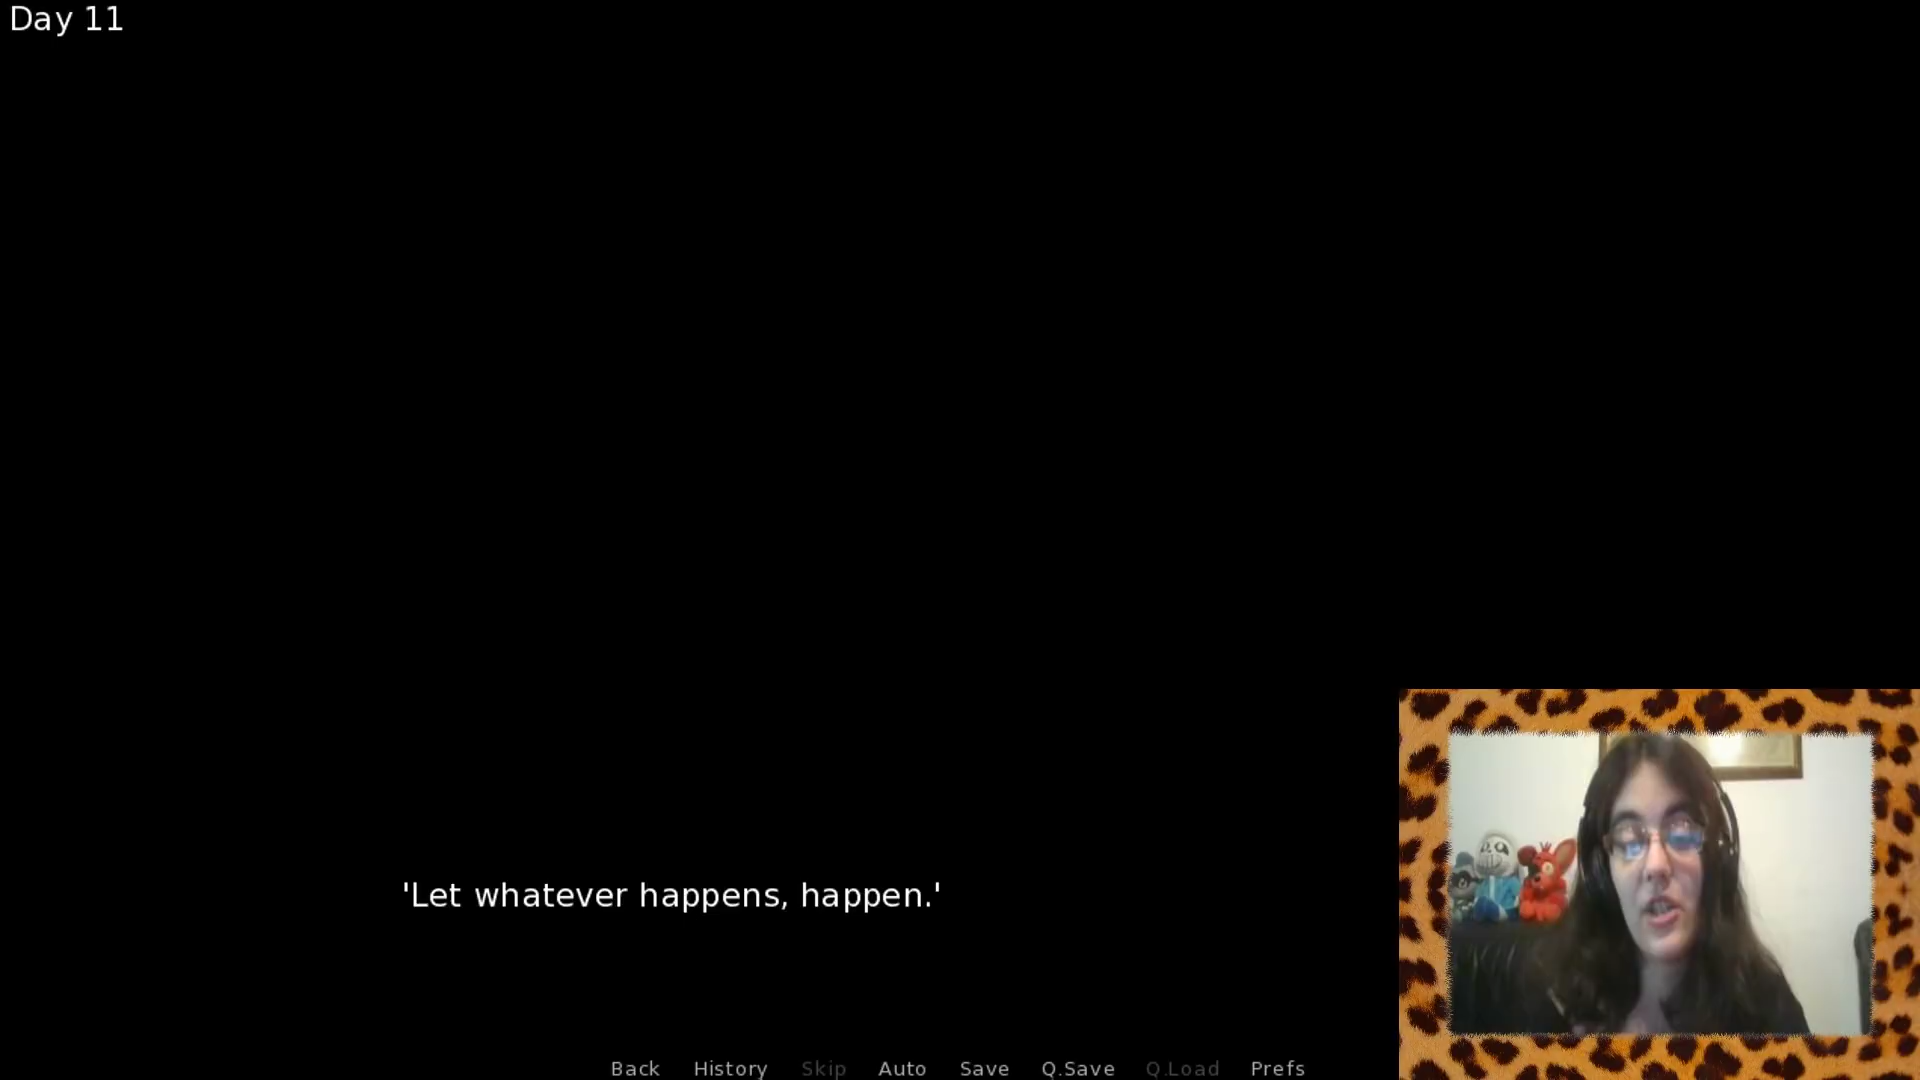 Day 11
'Let whatever happens, happen.'
Back History Skip Auto Save Q.Save Q.Load Prefs